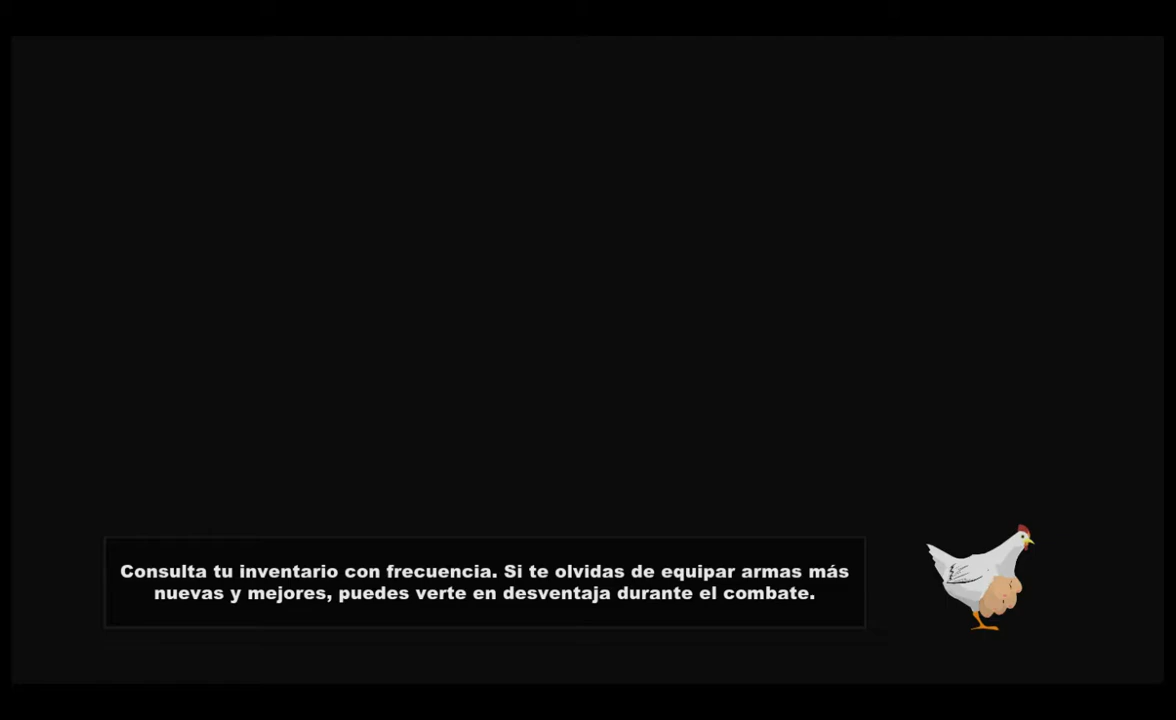 Consulta tu inventario con frecuencia. Si te olvidas de equipar armas más
nuevas y mejores, puedes verte en desventaja durante el combate.